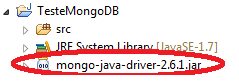 TesteMongoDB
src
JRE System Library [JavaSE-1.7]
mongo-java-driver-2.6.1.jar